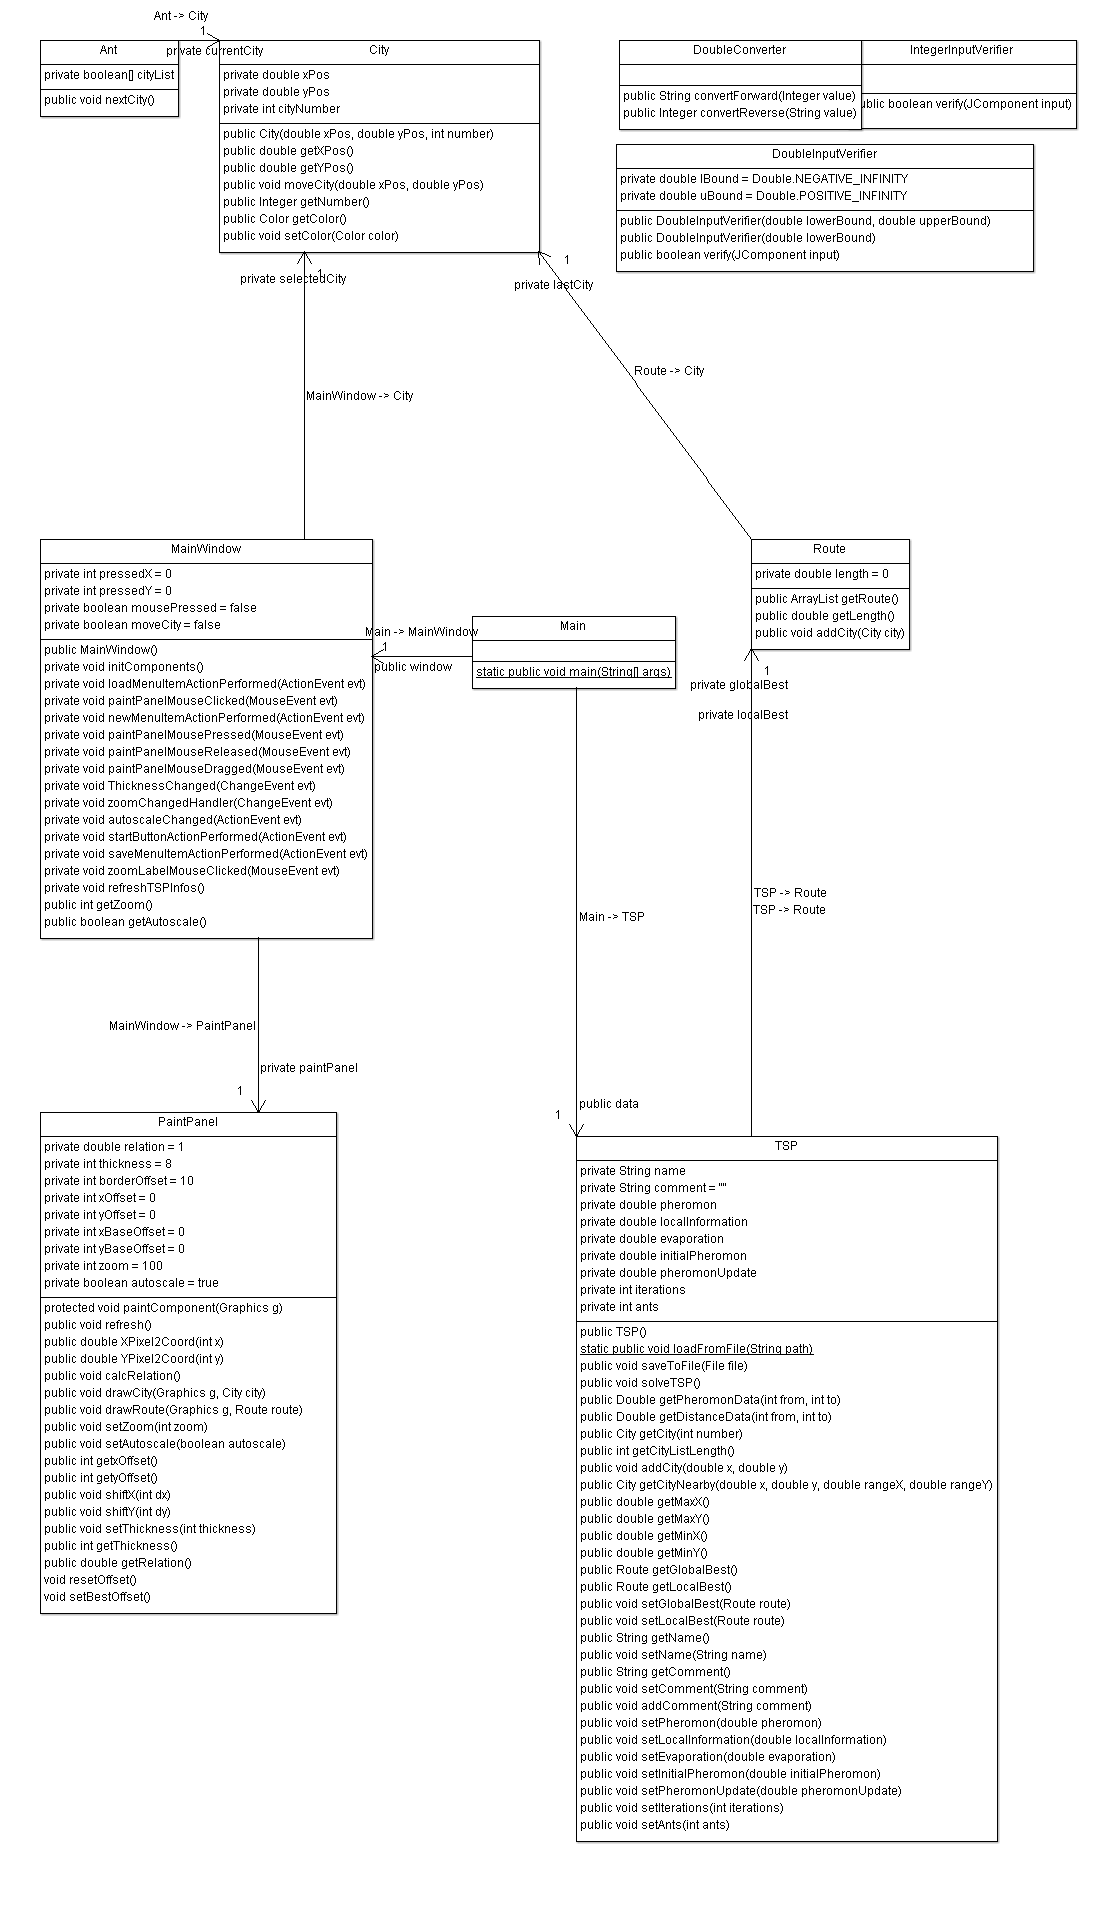 Ant -> City
1
private currentCity
Ant
private boolean[] cityList
public void nextCity()
City
private double xPos
private double yPos
private int cityNumber
public City(double xPos, double yPos, int number)
public double getXPos()
public double getYPos()
public void moveCity(double xPos, double yPos)
public Integer getNumber()
public Color getColor()
public void setColor(Color color)
DoubleConverter
public String convertForward(Integer value)
public Integer convertReverse(String value)
IntegerInputVerifier
public boolean verify(JComponent input)
DoubleInputVerifier
private double lBound = Double.NEGATIVE_INFINITY
private double uBound = Double.POSITIVE_INFINITY
public DoubleInputVerifier(double lowerBound, double upperBound)
public DoubleInputVerifier(double lowerBound)
public boolean verify(JComponent input)
1
private selectedCity
1
private lastCity
Route -> City
MainWindow -> City
MainWindow
private int pressedX = 0
private int pressedY = 0
private boolean mousePressed = false
private boolean moveCity = false
public MainWindow()
private void initComponents()
private void loadMenuItemActionPerformed(ActionEvent evt)
private void paintPanelMouseClicked(MouseEvent evt)
private void newMenuItemActionPerformed(ActionEvent evt)
private void paintPanelMousePressed(MouseEvent evt)
private void paintPanelMouseReleased(MouseEvent evt)
private void paintPanelMouseDragged(MouseEvent evt)
private void ThicknessChanged(ChangeEvent evt)
private void zoomChangedHandler(ChangeEvent evt)
private void autoscaleChanged(ActionEvent evt)
private void startButtonActionPerformed(ActionEvent evt)
private void saveMenuItemActionPerformed(ActionEvent evt)
private void zoomLabelMouseClicked(MouseEvent evt)
private void refreshTSPInfos()
public int getZoom()
public boolean getAutoscale()
Main -> MainWindow
1
public window
Main
static public void main(String[] args)
Route
private double length = 0
public ArrayList getRoute()
public double getLength()
public void addCity(City city)
1
private globalBest
private localBest
TSP -> Route
TSP -> Route
Main -> TSP
MainWindow -> PaintPanel
private paintPanel
1
public data
1
PaintPanel
private double relation = 1
private int thickness = 8
private int borderOffset = 10
private int xOffset = 0
private int yOffset = 0
private int xBaseOffset = 0
private int yBaseOffset = 0
private int zoom = 100
private boolean autoscale = true
protected void paintComponent(Graphics g)
public void refresh()
public double XPixel2Coord(int x)
public double YPixel2Coord(int y)
public void calcRelation()
public void drawCity(Graphics g, City city)
public void drawRoute(Graphics g, Route route)
public void setZoom(int zoom)
public void setAutoscale(boolean autoscale)
public int getxOffset()
public int getyOffset()
public void shiftX(int dx)
public void shiftY(int dy)
public void setThickness(int thickness)
public int getThickness()
public double getRelation()
void resetOffset()
void setBestOffset()
TSP
private String name
private String comment = ""
private double pheromon
private double localInformation
private double evaporation
private double initialPheromon
private double pheromonUpdate
private int iterations
private int ants
public TSP()
static public void loadFromFile(String path)
public void saveToFile(File file)
public void solveTSP()
public Double getPheromonData(int from, int to)
public Double getDistanceData(int from, int to)
public City getCity(int number)
public int getCityListLength()
public void addCity(double x, double y)
public City getCityNearby(double x, double y, double rangeX, double rangeY)
public double getMaxX()
public double getMaxY()
public double getMinX()
public double getMinY()
public Route getGlobalBest()
public Route getLocalBest()
public void setGlobalBest(Route route)
public void setLocalBest(Route route)
public String getName()
public void setName(String name)
public String getComment()
public void setComment(String comment)
public void addComment(String comment)
public void setPheromon(double pheromon)
public void setLocalInformation(double localInformation)
public void setEvaporation(double evaporation)
public void setInitialPheromon(double initialPheromon)
public void setPheromonUpdate(double pheromonUpdate)
public void setIterations(int iterations)
public void setAnts(int ants)